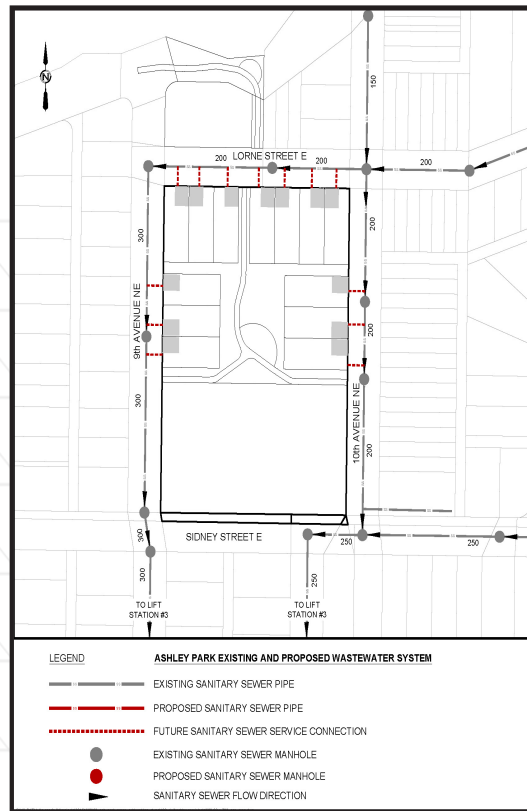 N
150
LORNE STREET E
200
200
200
300
200
9th AVENUE NE
200
300
10th AVENUE NE
200
300
SIDNEY STREET E
250
250
300
250
TO LIFT
STATION #3
TO LIFT
STATION #3
LEGEND
ASHLEY PARK EXISTING AND PROPOSED WASTEWATER SYSTEM
EXISTING SANITARY SEWER PIPE
PROPOSED SANITARY SEWER PIPE
FUTURE SANITARY SEWER SERVICE CONNECTION
EXISTING SANITARY SEWER MANHOLE
PROPOSED SANITARY SEWER MANHOLE
SANITARY SEWER FLOW DIRECTION